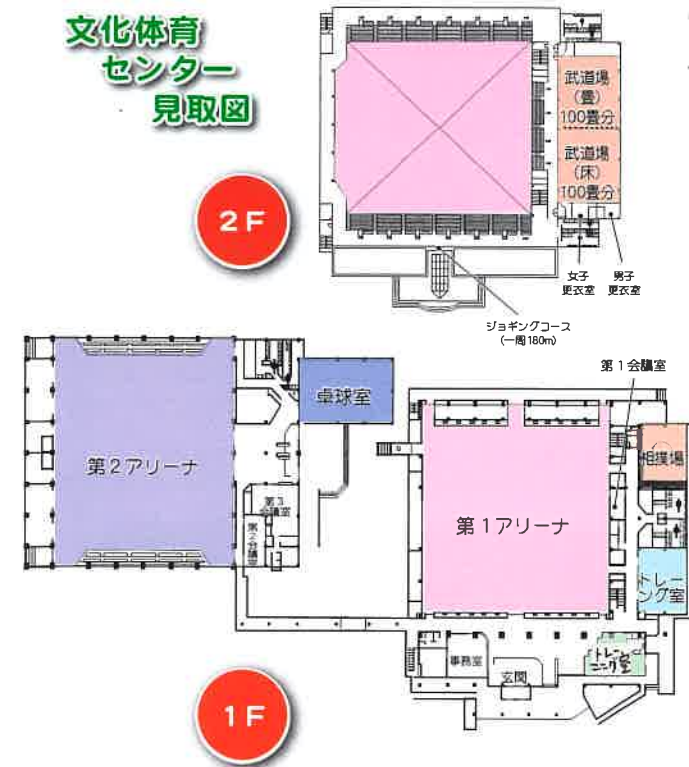 文化体育
センター
見取図
2F
武道場
(畳)
100畳分
武道場
(床)
100畳分
女子
更衣室
男子
更衣室
ジョギングコース
(一周180m)
第1会議室
卓球室
相撲場
第2アリーナ
第1アリーナ
第3
会議室
第2会議室
トレーニ
ング室
事務室
玄関
トレー
ニング室
1F